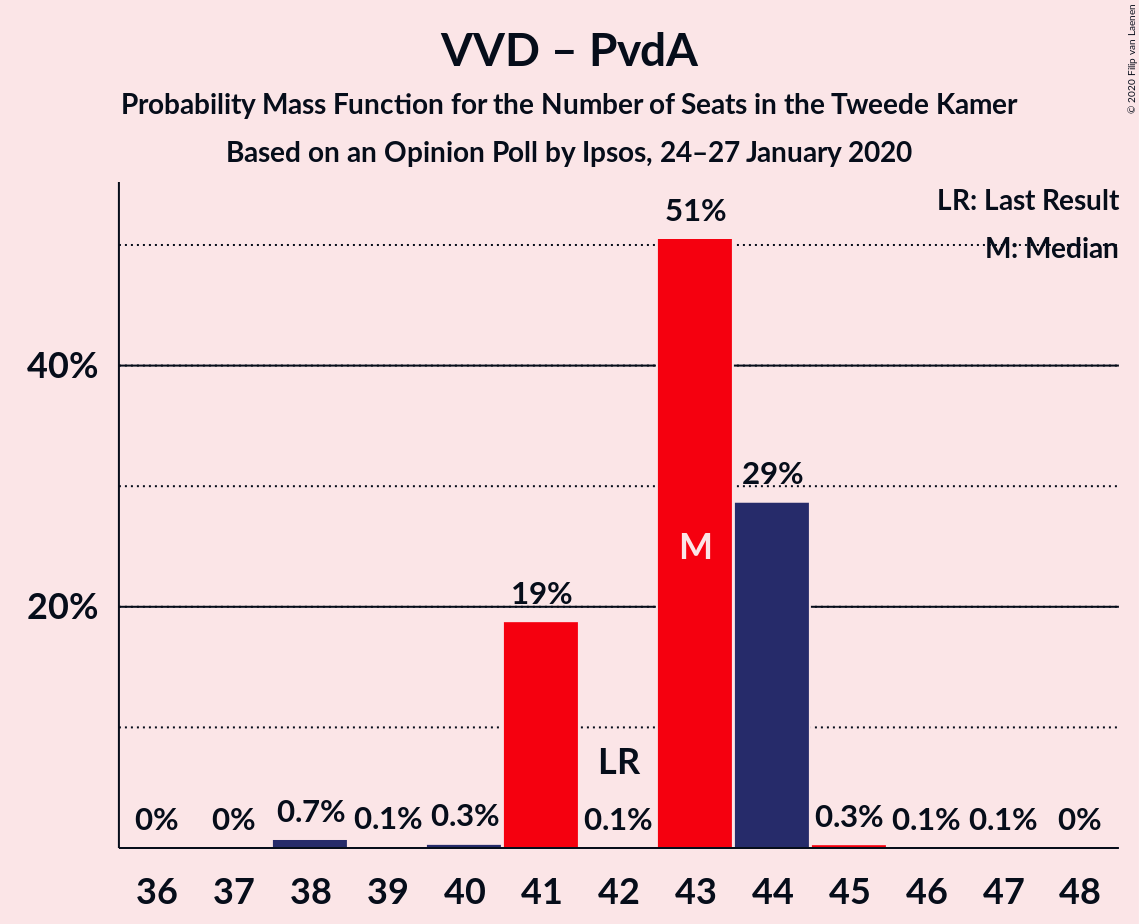 VVD – PvdA
Probability Mass Function for the Number of Seats in the Tweede Kamer
Based on an Opinion Poll by Ipsos, 24–27 January 2020
© 2020 Filip van Laenen
LR: Last Result
M: Median
51%
40%
29%
M
19%
20%
LR
0% 0% 0.7% 0.1% 0.3% 0.1% 0.3% 0.1% 0.1% 0%
36 37 38 39 40 41 42 43 44 45 46 47 48